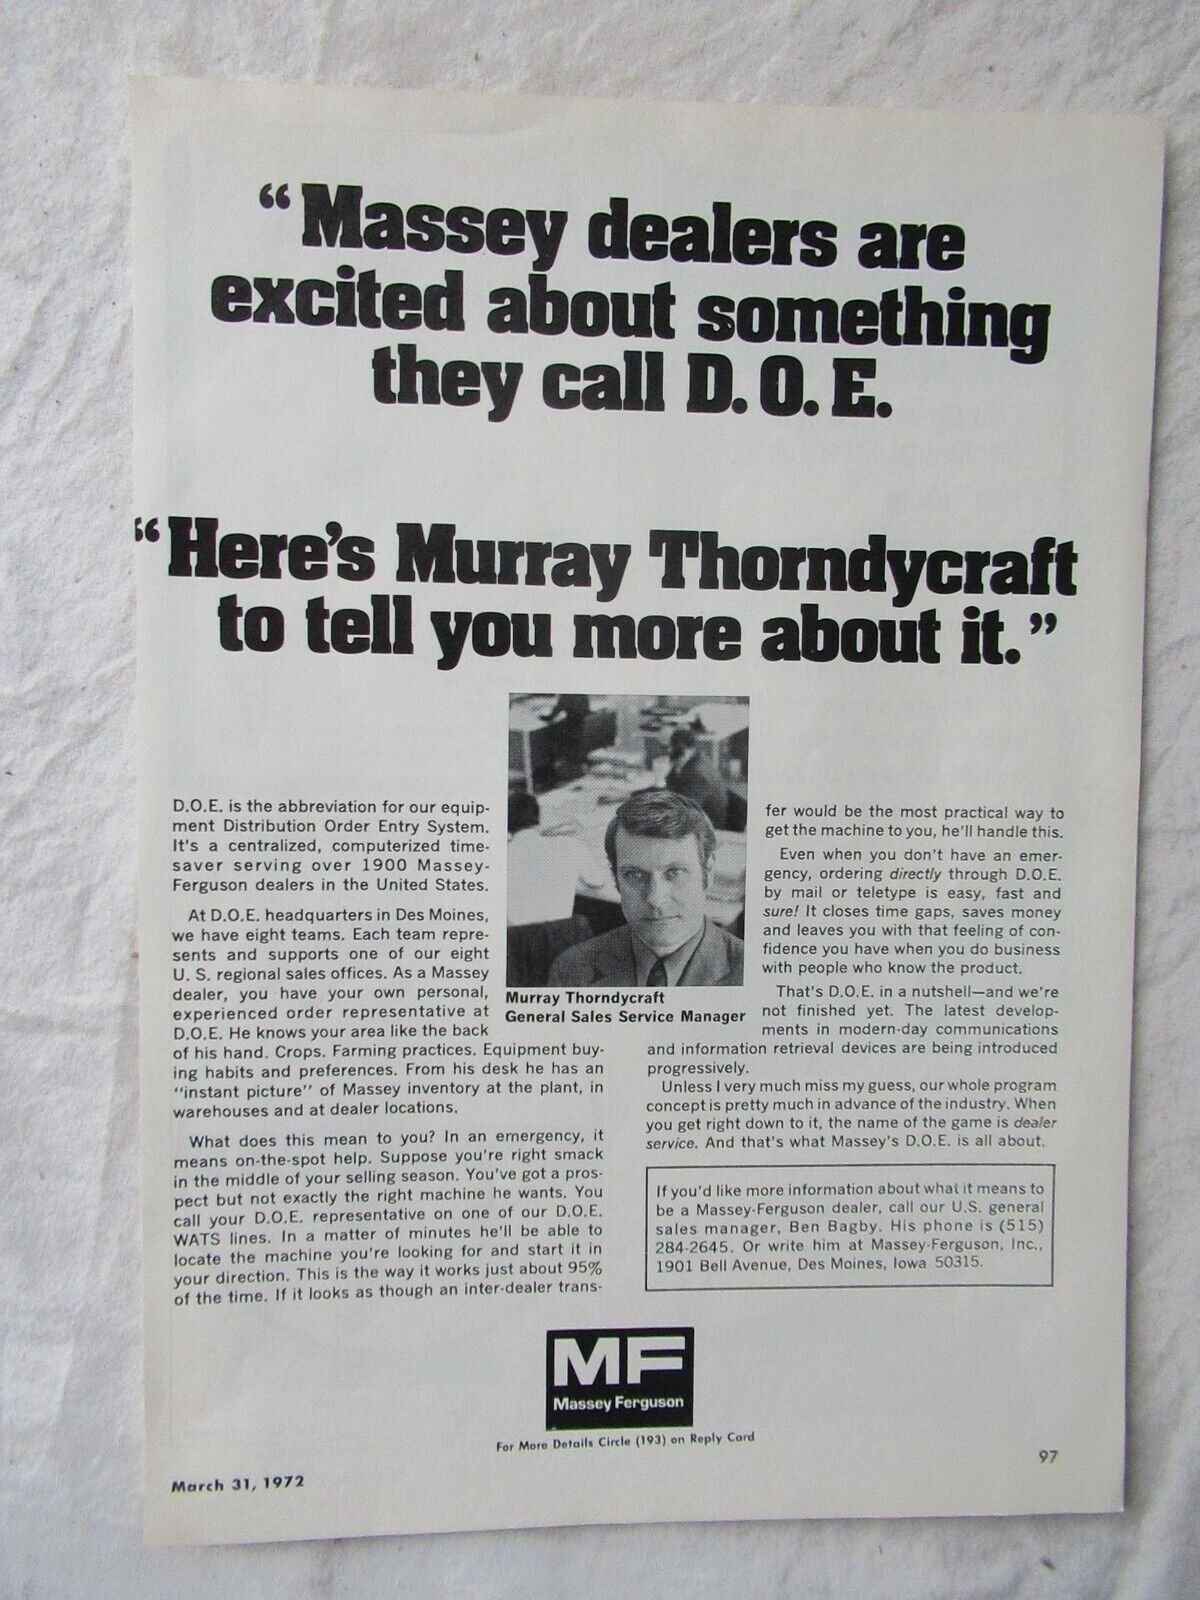 “Massey dealers are
excited about something
they call D. O. E.
“Here’s Murray Thorndycraft
to tell you more about it.”
D.O.E. is the abbreviation for our equip-
ment Distribution Order Entry System.
It's a centralized, computerized time-
saver serving over 1900 Massey-
Ferguson dealers in the United States.
At D.O.E. headquarters in Des Moines,
we have eight teams. Each team repre-
sents and supports one of our eight
U. S. regional sales offices. As a Massey
dealer, you have your own personal,
experienced order representative at
D.O.E. He knows your area like the back
of his hand. Crops. Farming practices. Equipment buy-
ing habits and preferences. From his desk he has an
"instant picture" of Massey inventory at the plant, in
warehouses and at dealer locations.
What does this mean to you? In an emergency, it
means on-the-spot help. Suppose you're right smack
in the middle of your selling season. You've got a pros-
pect but not exactly the right machine he wants. You
call your D.O.E. representative on one of our D.O.E.
WATS lines. In a matter of minutes he'll be able to
locate the machine you're looking for and start it in
your direction. This is the way it works just about 95%
of the time. If it looks as though an inter-dealer trans-
Murray Thorndycraft
General Sales Service Manager
fer would be the most practical way to
get the machine to you, he'll handle this.
Even when you don't have an emer-
gency, ordering directly through D.O.E.
by mail or teletype is easy, fast and
sure! It closes time gaps, saves money
and leaves you with that feeling of con-
fidence you have when you do business
with people who know the product.
That's D.O.E. in a nutshell—and we're
not finished yet. The latest develop-
ments in modern-day communications
and information retrieval devices are being introduced
progressively.
Unless I very much miss my guess, our whole program
concept is pretty much in advance of the industry. When
you get right down to it, the name of the game is dealer
service. And that's what Massey's D.O.E. is all about.
If you'd like more information about what it means to
be a Massey-Ferguson dealer, call our U.S. general
sales manager, Ben Bagby. His phone is (515)
284-2645. Or write him at Massey-Ferguson, Inc.,
1901 Bell Avenue, Des Moines, Iowa 50315.
MF
Massey Ferguson
For More Details Circle (193) on Reply Card
March 31, 1972
97